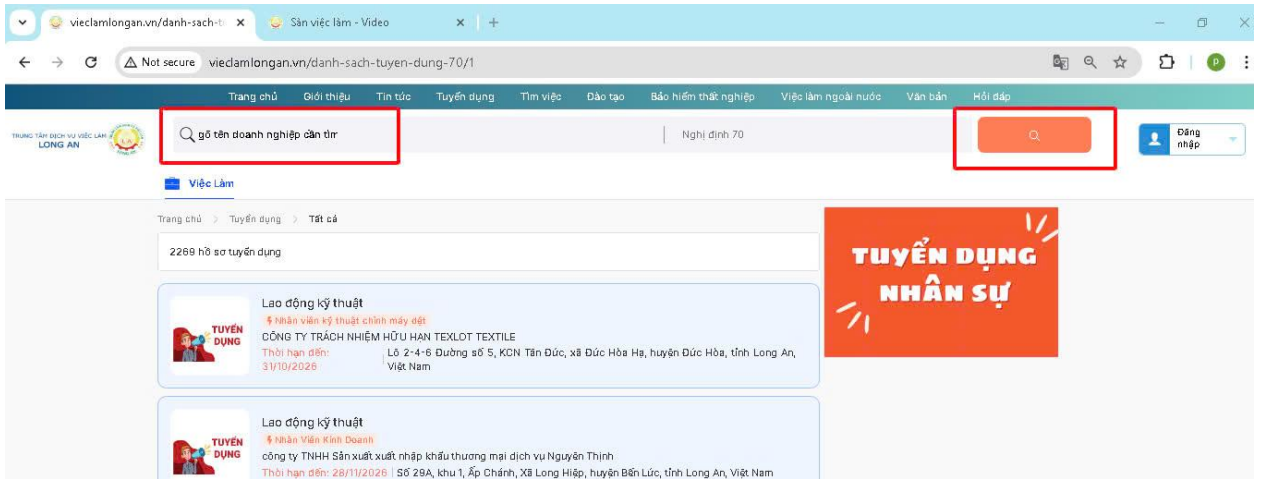 vieclamlongan.vn/danh-sach-t
Sàn việc làm - Video
Not secure vieclamlongan.vn/danh-sach-tuyen-dung-70/1
Trang chủ Giới thiệu Tin tức Tuyển dụng Tìm việc Đào tạo Bảo hiểm thất nghiệp Việc làm ngoài nước Văn bản Hỏi đáp
TRUNG TÂM DỊCH VỤ VIỆC LÀM
LONG AN
gõ tên doanh nghiệp cần tìm
Nghị định 70
Đăng nhập
Việc Làm
Trang chủ > Tuyển dụng > Tất cả
2269 hồ sơ tuyển dụng
TUYỂN DỤNG
NHÂN SỰ
TUYỂN
DỤNG
Lao động kỹ thuật
Nhân viên kỹ thuật chỉnh máy dệt
CÔNG TY TRÁCH NHIỆM HỮU HẠN TEXLOT TEXTILE
Thời hạn đến: 31/10/2026
Lô 2-4-6 Đường số 5, KCN Tân Đức, xã Đức Hòa Hạ, huyện Đức Hòa, tỉnh Long An,
Việt Nam
TUYỂN
DỤNG
Lao động kỹ thuật
Nhân Viên Kinh Doanh
công ty TNHH Sản xuất xuất nhập khẩu thương mại dịch vụ Nguyên Thịnh
Thời hạn đến: 28/11/2026 | Số 29A, khu 1, Ấp Chánh, Xã Long Hiệp, huyện Bến Lức, tỉnh Long An, Việt Nam